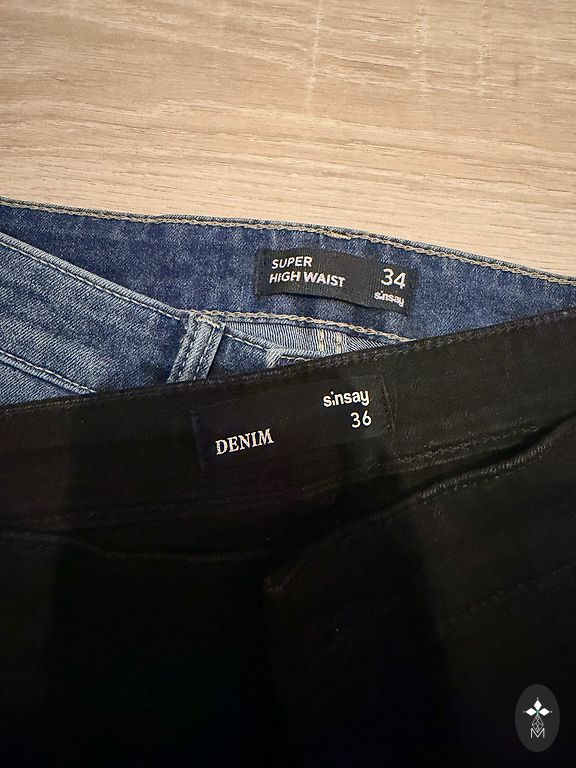 SUPER
HIGH WAIST
34
sinsay
sinsay
36
DENIM
M